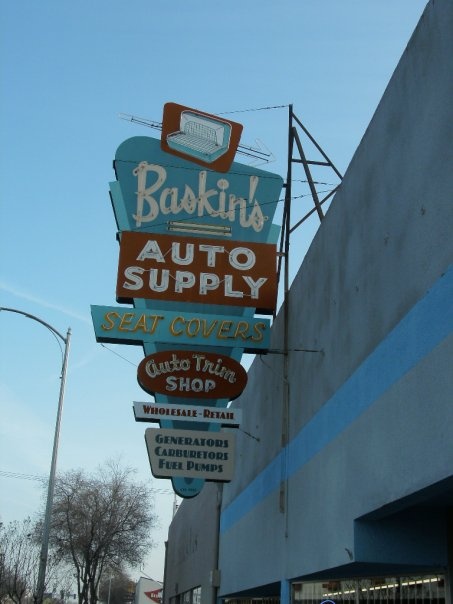 Baskin's
AUTO
SUPPLY
SEAT COVERS
Auto Trim
SHOP
WHOLESALE-RETAIL
GENERATORS
CARBURETORS
FUEL PUMPS